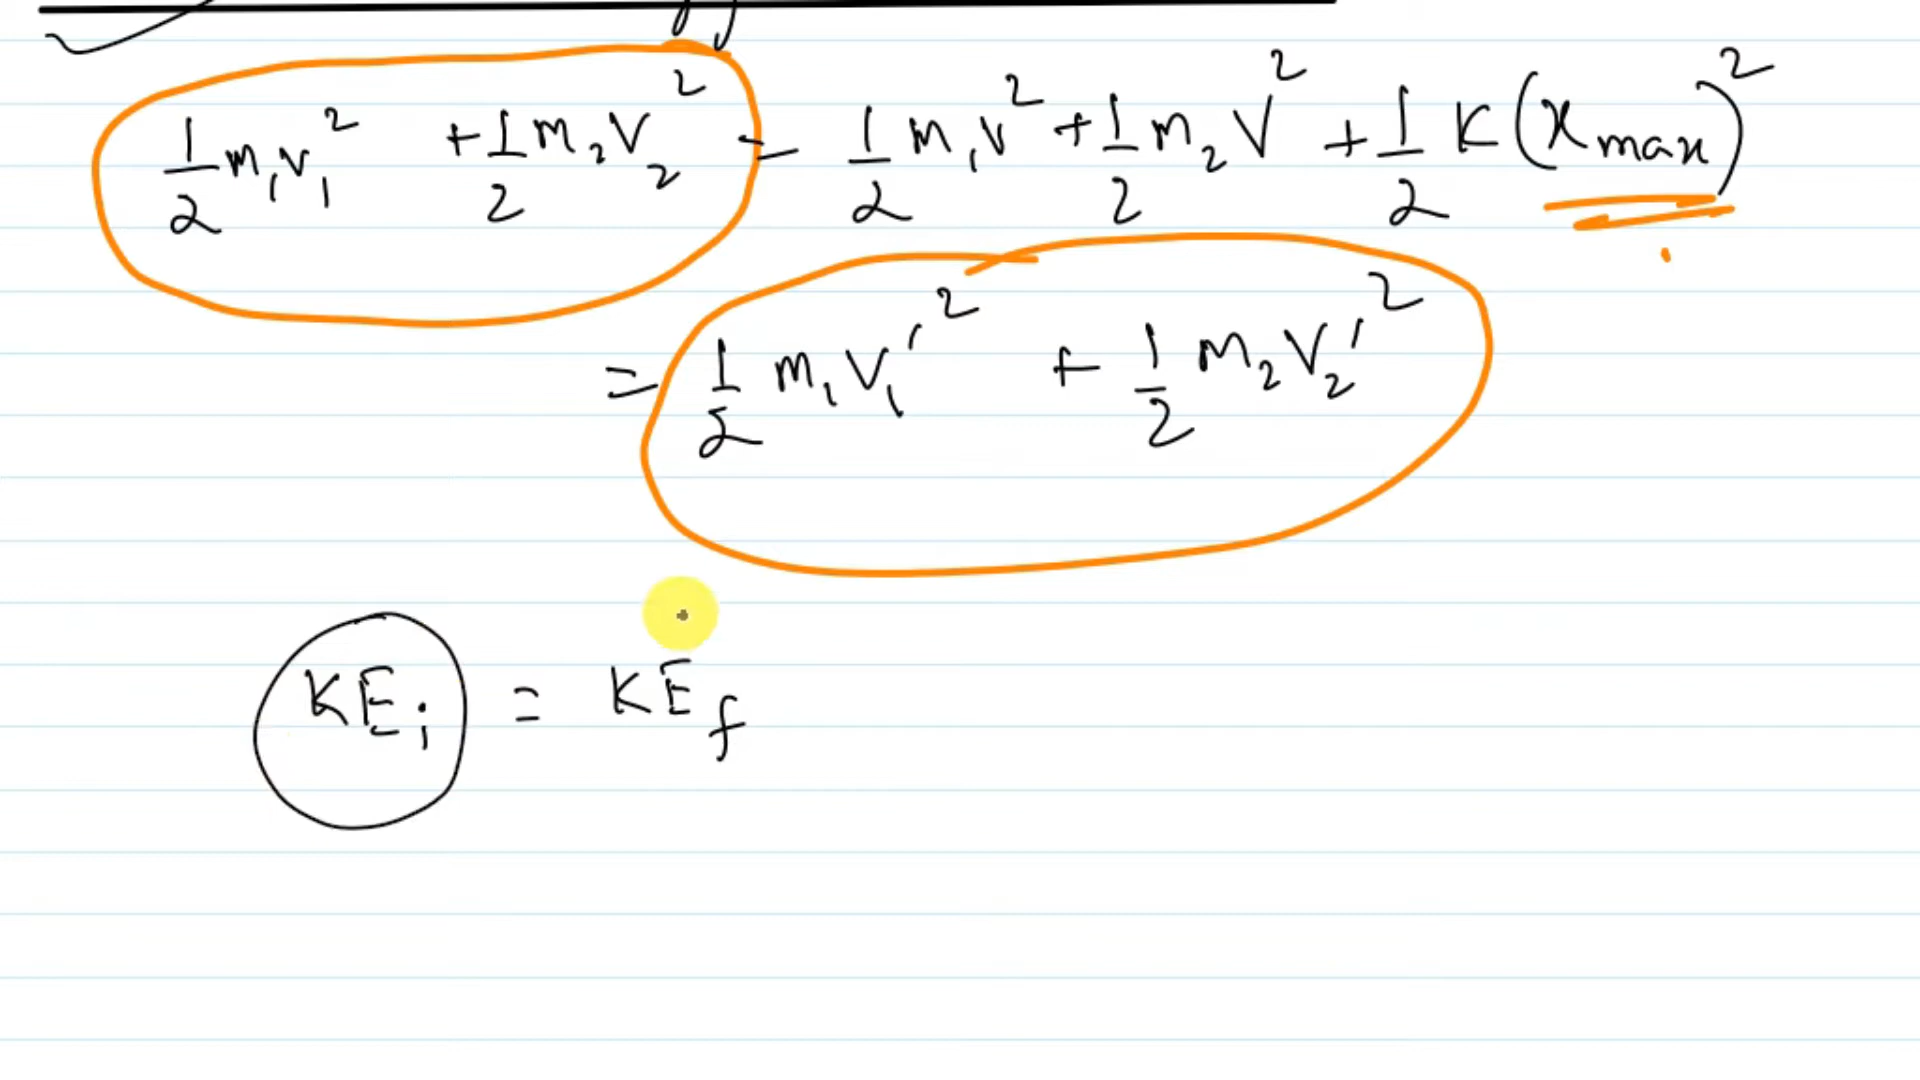 1/2 m₁v₁² + 1/2 m₂v₂² = 1/2 m₁v² + 1/2 m₂v² + 1/2 K(x_max)²
= 1/2 m₁v₁'² + 1/2 m₂v₂'²
KEᵢ = KE_f